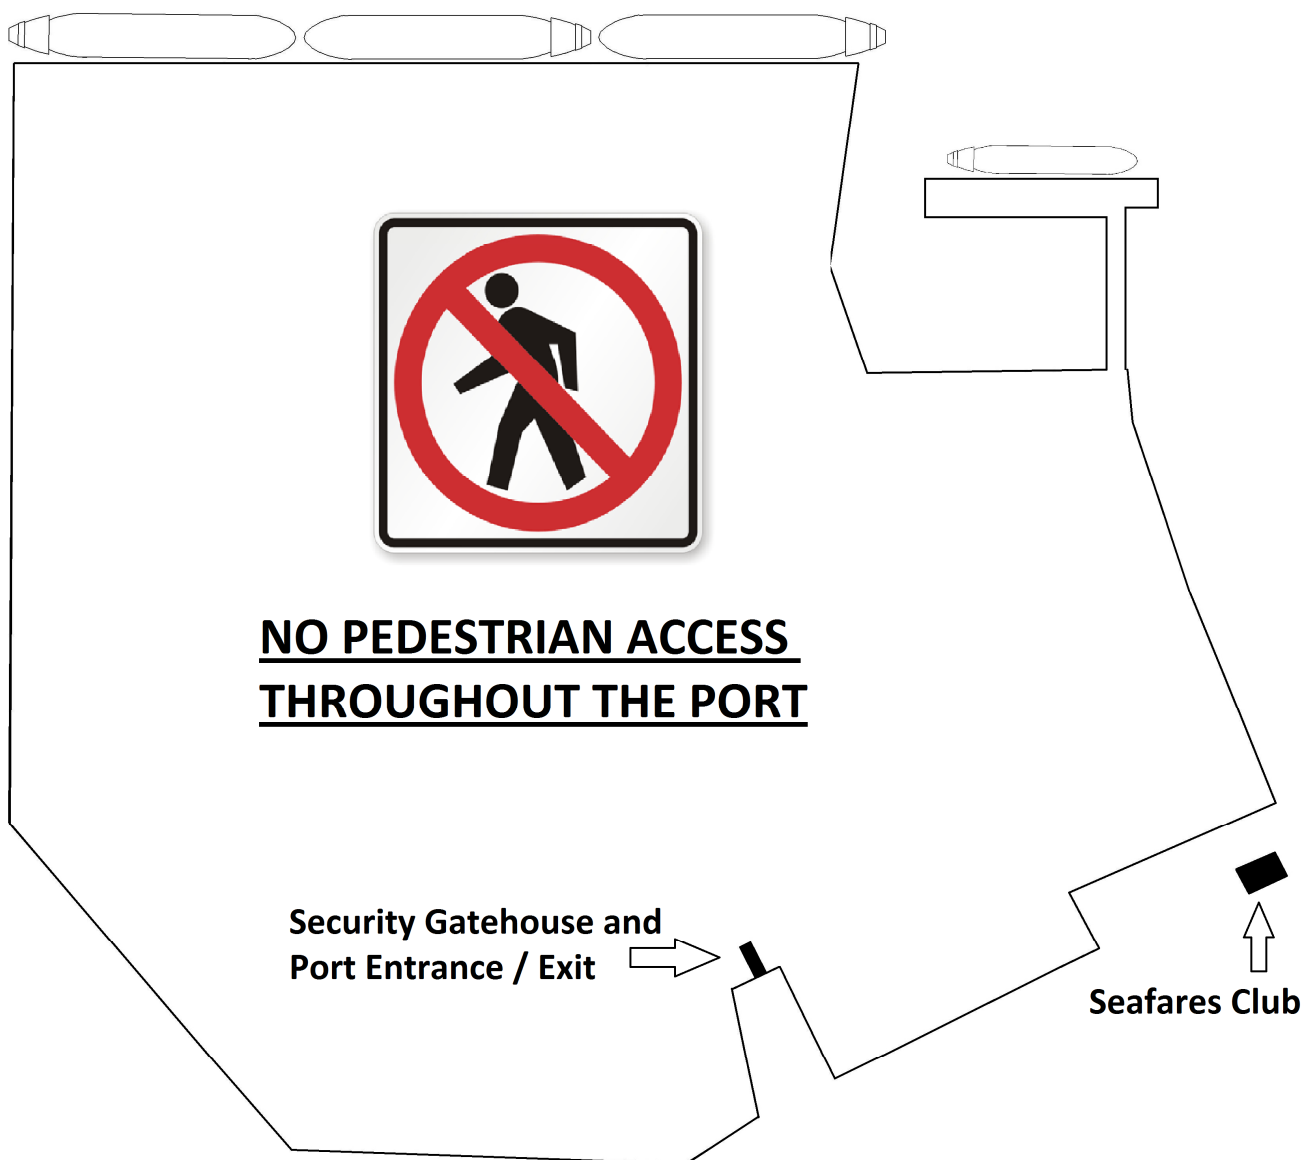 NO PEDESTRIAN ACCESS
THROUGHOUT THE PORT
Security Gatehouse and
Port Entrance / Exit
Seafares Club